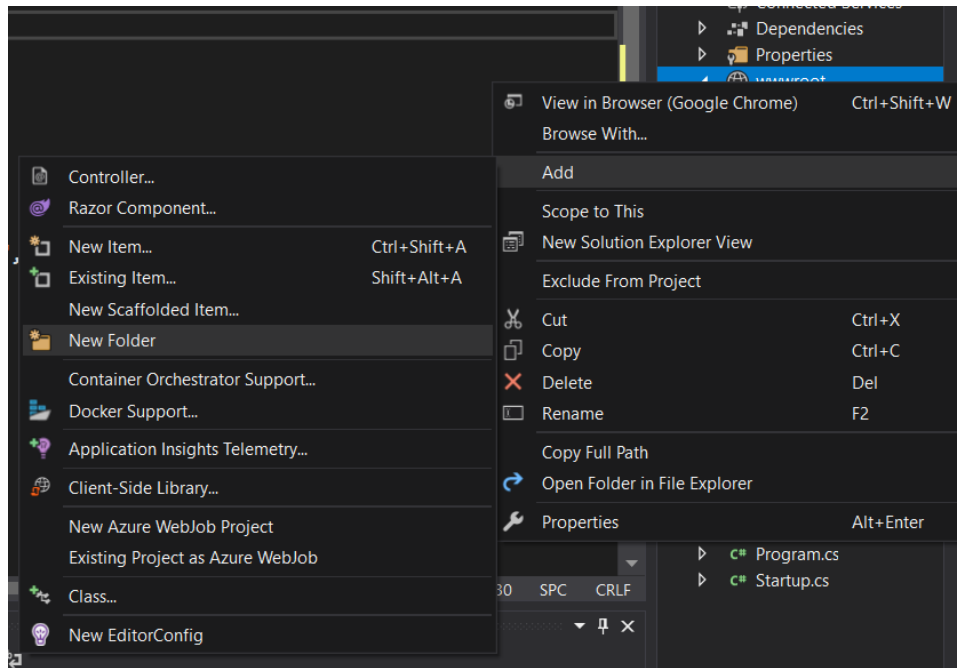 Connected Services
Dependencies
Properties
wwwroot
View in Browser (Google Chrome) Ctrl+Shift+W
Browse With...
Add
Scope to This
New Solution Explorer View
Exclude From Project
Cut Ctrl+X
Copy Ctrl+C
Delete Del
Rename F2
Copy Full Path
Open Folder in File Explorer
Properties Alt+Enter
Controller...
Razor Component...
New Item... Ctrl+Shift+A
Existing Item... Shift+Alt+A
New Scaffolded Item...
New Folder
Container Orchestrator Support...
Docker Support...
Application Insights Telemetry...
Client-Side Library...
New Azure WebJob Project
Existing Project as Azure WebJob
Class...
New EditorConfig
C# Program.cs
C# Startup.cs
30 SPC CRLF